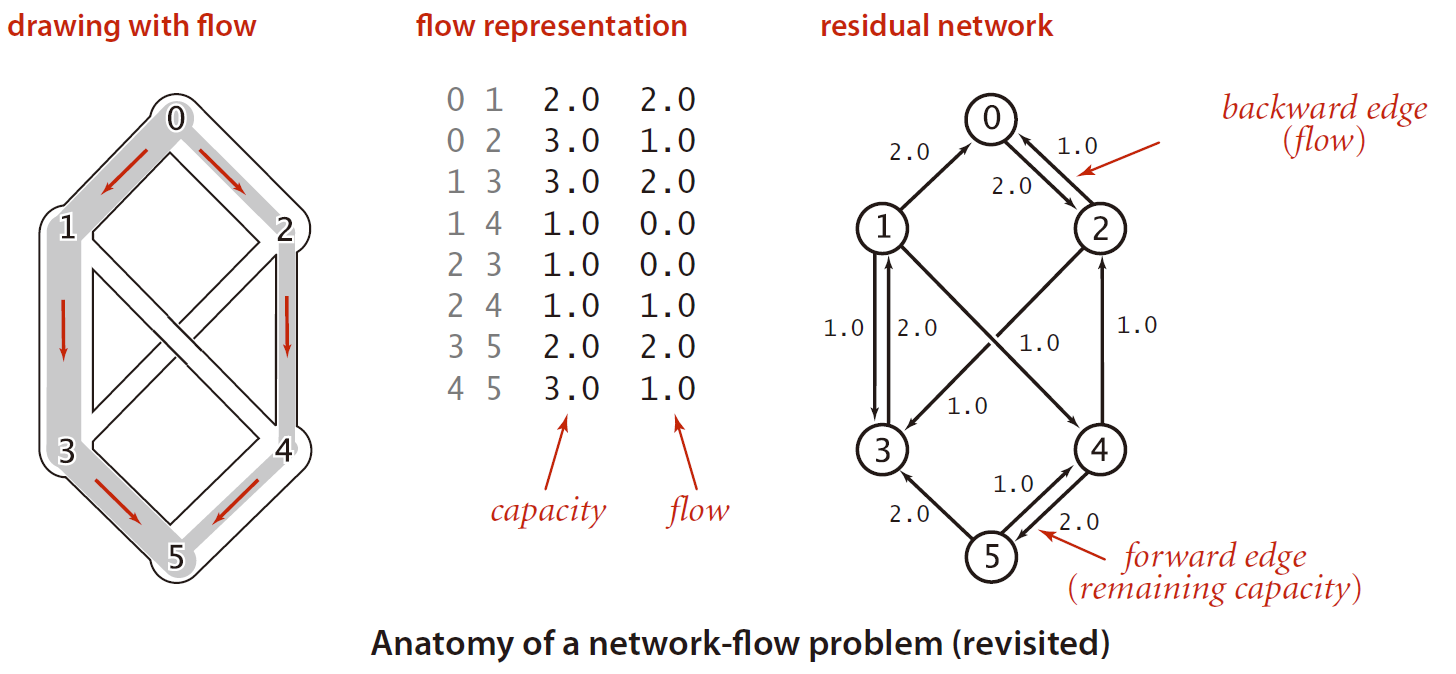 drawing with flow
0
1
2
3
4
5
flow representation
0 1 2.0 2.0
0 2 3.0 1.0
1 3 3.0 2.0
1 4 1.0 0.0
2 3 1.0 0.0
2 4 1.0 1.0
3 5 2.0 2.0
4 5 3.0 1.0
capacity flow
residual network
0
2.0
1.0
2.0
1
2
1.0
2.0
1.0
1.0
1.0
3
4
1.0
2.0
2.0
5
backward edge
(flow)
forward edge
(remaining capacity)
Anatomy of a network-flow problem (revisited)